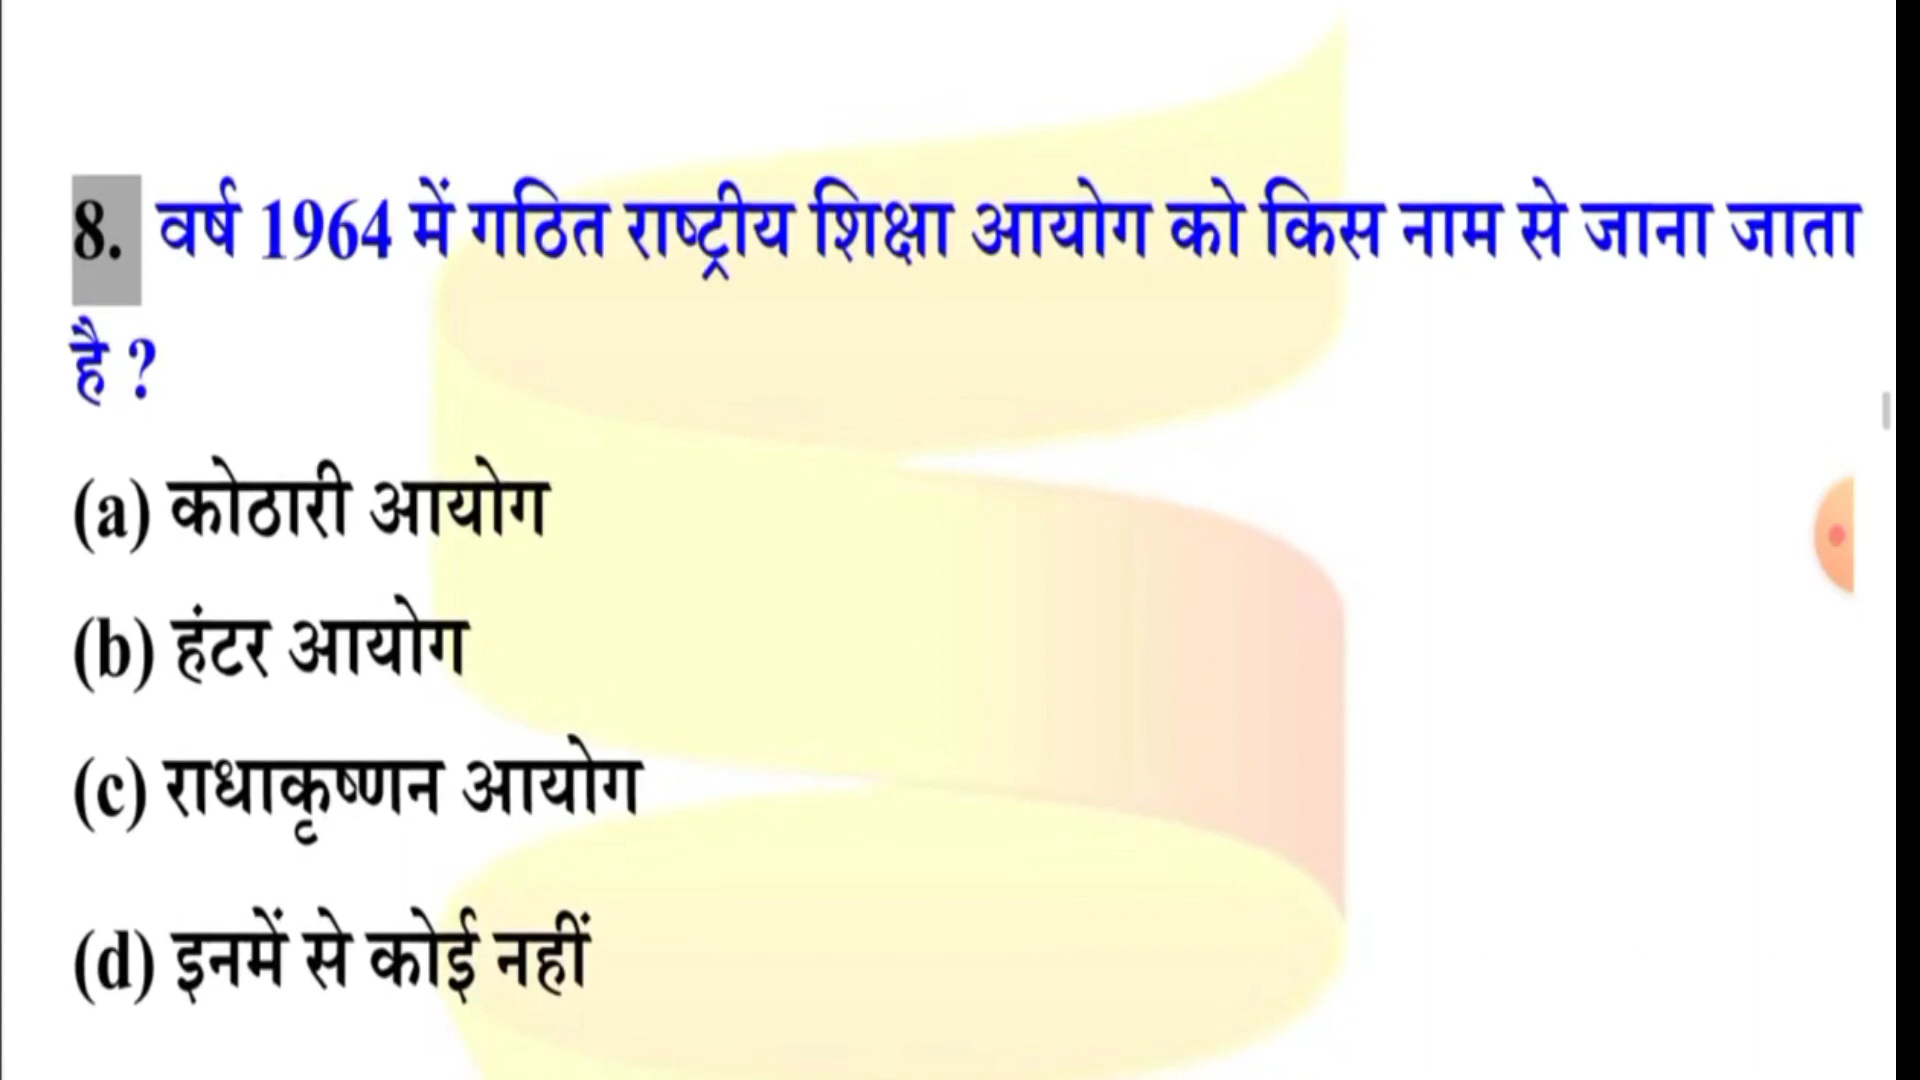 8. वर्ष 1964 में गठित राष्ट्रीय शिक्षा आयोग को किस नाम से जाना जाता
है ?
(a) कोठारी आयोग
(b) हंटर आयोग
(c) राधाकृष्णन आयोग
(d) इनमें से कोई नहीं